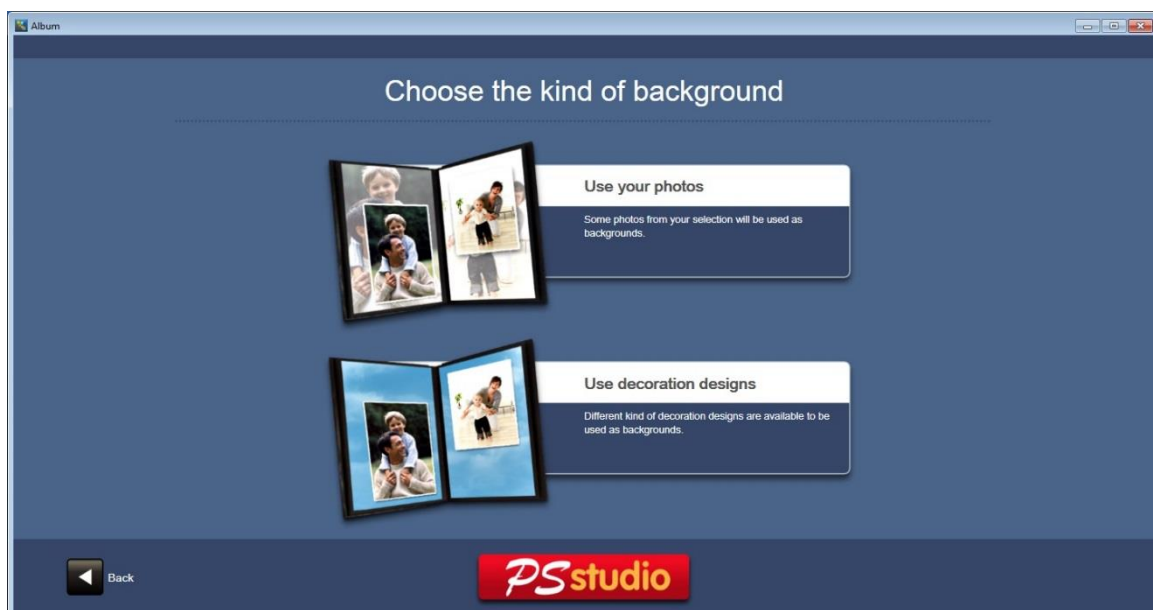 Album
Choose the kind of background
Use your photos
Some photos from your selection will be used as
backgrounds.
Use decoration designs
Different kind of decoration designs are available to be
used as backgrounds.
Back
PSstudio